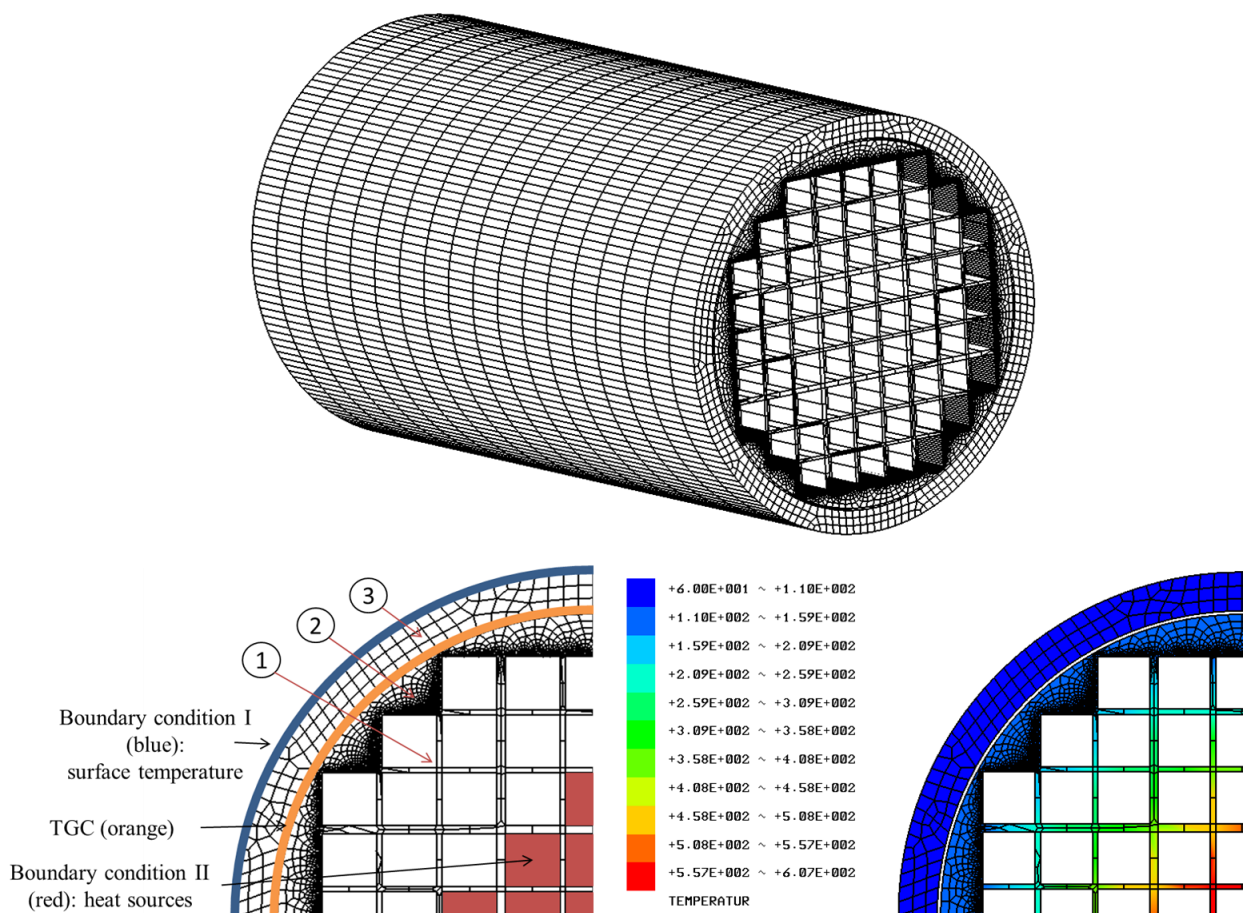 3
2
1
Boundary condition I
(blue):
surface temperature
TGC (orange)
Boundary condition II
(red): heat sources
+6.00E+001 ~ +1.10E+002
+1.10E+002 ~ +1.59E+002
+1.59E+002 ~ +2.09E+002
+2.09E+002 ~ +2.59E+002
+2.59E+002 ~ +3.09E+002
+3.09E+002 ~ +3.58E+002
+3.58E+002 ~ +4.08E+002
+4.08E+002 ~ +4.58E+002
+4.58E+002 ~ +5.08E+002
+5.08E+002 ~ +5.57E+002
+5.57E+002 ~ +6.07E+002
TEMPERATUR